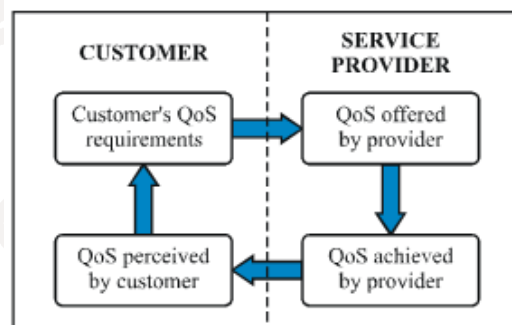 CUSTOMER
SERVICE
PROVIDER
Customer's QoS
requirements
QoS offered
by provider
QoS perceived
by customer
QoS achieved
by provider